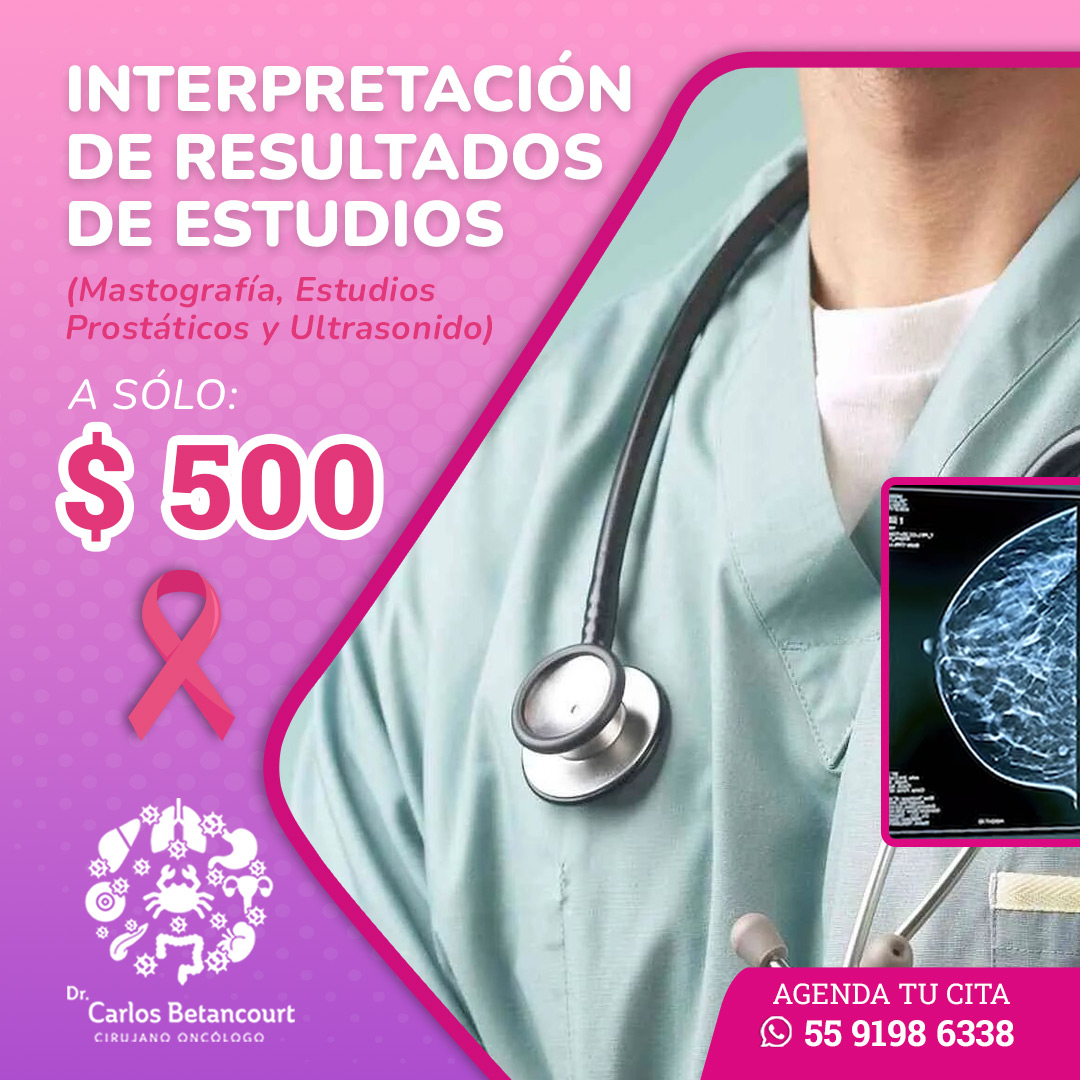 INTERPRETACIÓN
DE RESULTADOS
DE ESTUDIOS
(Mastografía, Estudios
Prostáticos y Ultrasonido)
A SÓLO:
$ 500
Dr.
Carlos Betancourt
CIRUJANO ONCÓLOGO
AGENDA TU CITA
55 9198 6338